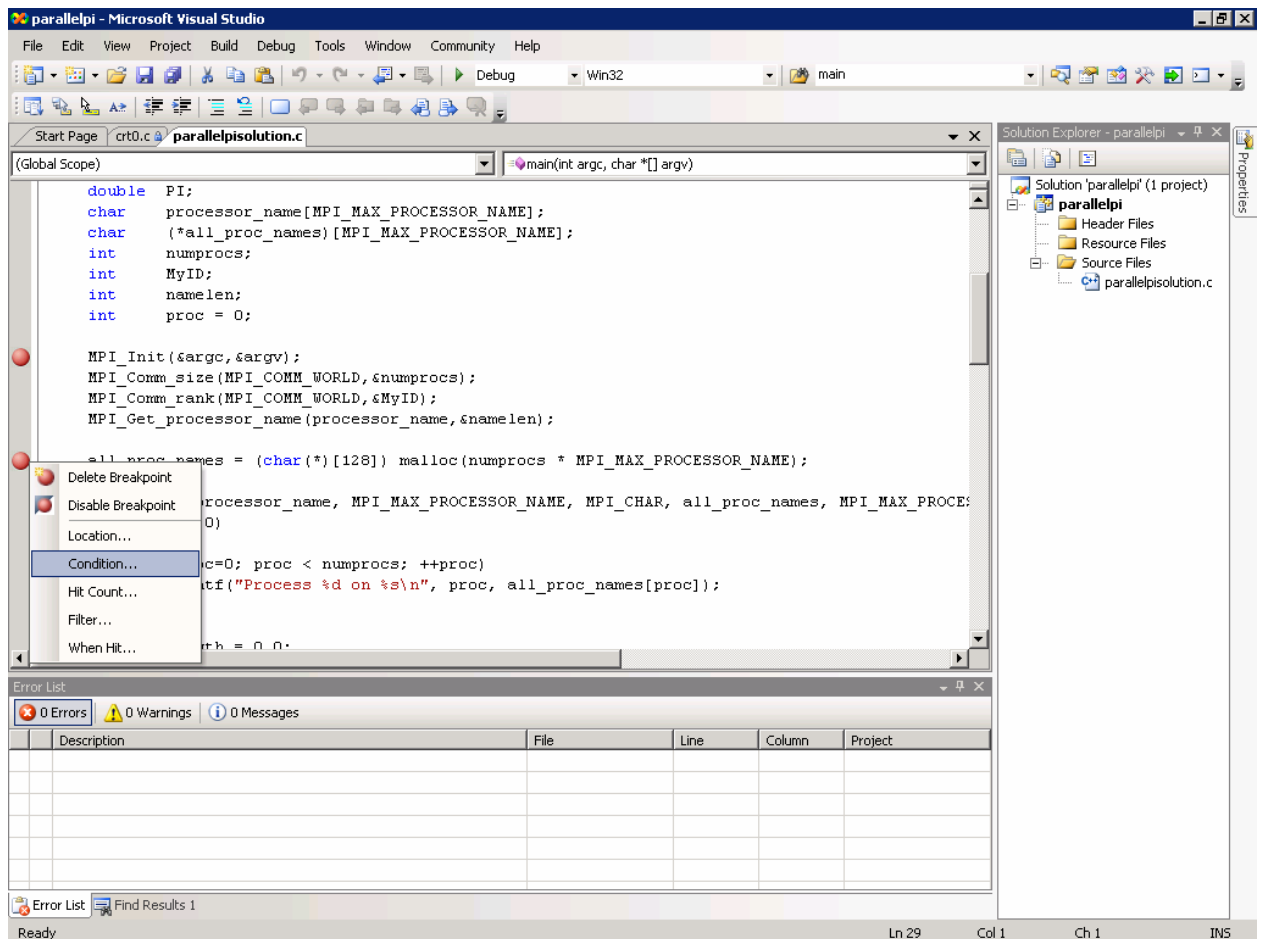 parallelpi - Microsoft Visual Studio
File Edit View Project Build Debug Tools Window Community Help
Debug Win32 main
Start Page crt0.c parallelpisolution.c
(Global Scope) main(int argc, char *[] argv)
double PI;
char processor_name[MPI_MAX_PROCESSOR_NAME];
char (*all_proc_names)[MPI_MAX_PROCESSOR_NAME];
int numprocs;
int MyID;
int namelen;
int proc = 0;
MPI_Init(&argc,&argv);
MPI_Comm_size(MPI_COMM_WORLD,&numprocs);
MPI_Comm_rank(MPI_COMM_WORLD,&MyID);
MPI_Get_processor_name(processor_name,&namelen);
all_proc_names = (char(*)[128]) malloc(numprocs * MPI_MAX_PROCESSOR_NAME);
rocessor_name, MPI_MAX_PROCESSOR_NAME, MPI_CHAR, all_proc_names, MPI_MAX_PROCES
0)
c=0; proc < numprocs; ++proc)
tf("Process %d on %s\n", proc, all_proc_names[proc]);
th = 0.0;
Delete Breakpoint
Disable Breakpoint
Location...
Condition...
Hit Count...
Filter...
When Hit...
Solution Explorer - parallelpi
Solution 'parallelpi' (1 project)
parallelpi
Header Files
Resource Files
Source Files
parallelpisolution.c
Properties
Error List
0 Errors 0 Warnings 0 Messages
Description File Line Column Project
Error List Find Results 1
Ready Ln 29 Col 1 Ch 1 INS